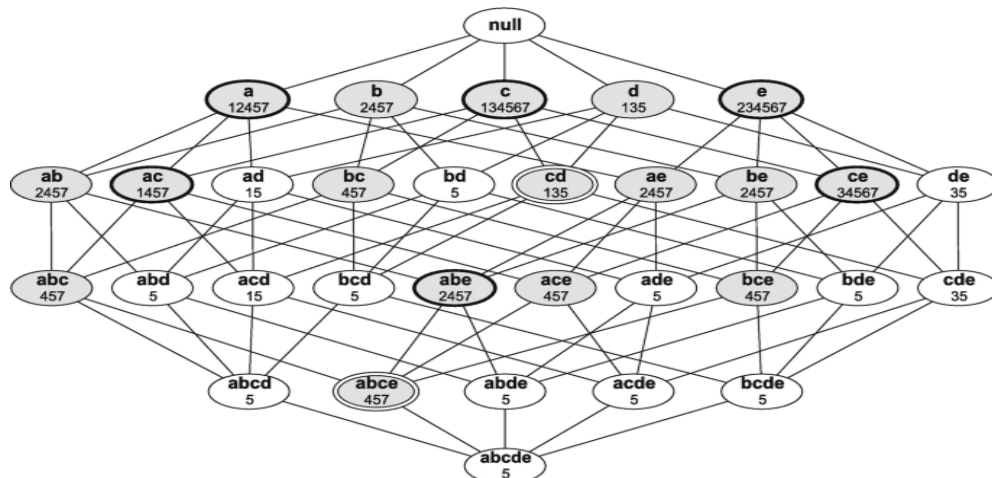 null
a b c d e
12457 2457 134567 135 234567
ab ac ad bc bd cd ae be ce de
2457 1457 15 457 5 135 2457 2457 34567 35
abc abd acd bcd abe ace ade bce bde cde
457 5 15 5 2457 457 5 457 5 35
abcd abce abde acde bcde
5 457 5 5 5
abcde
5